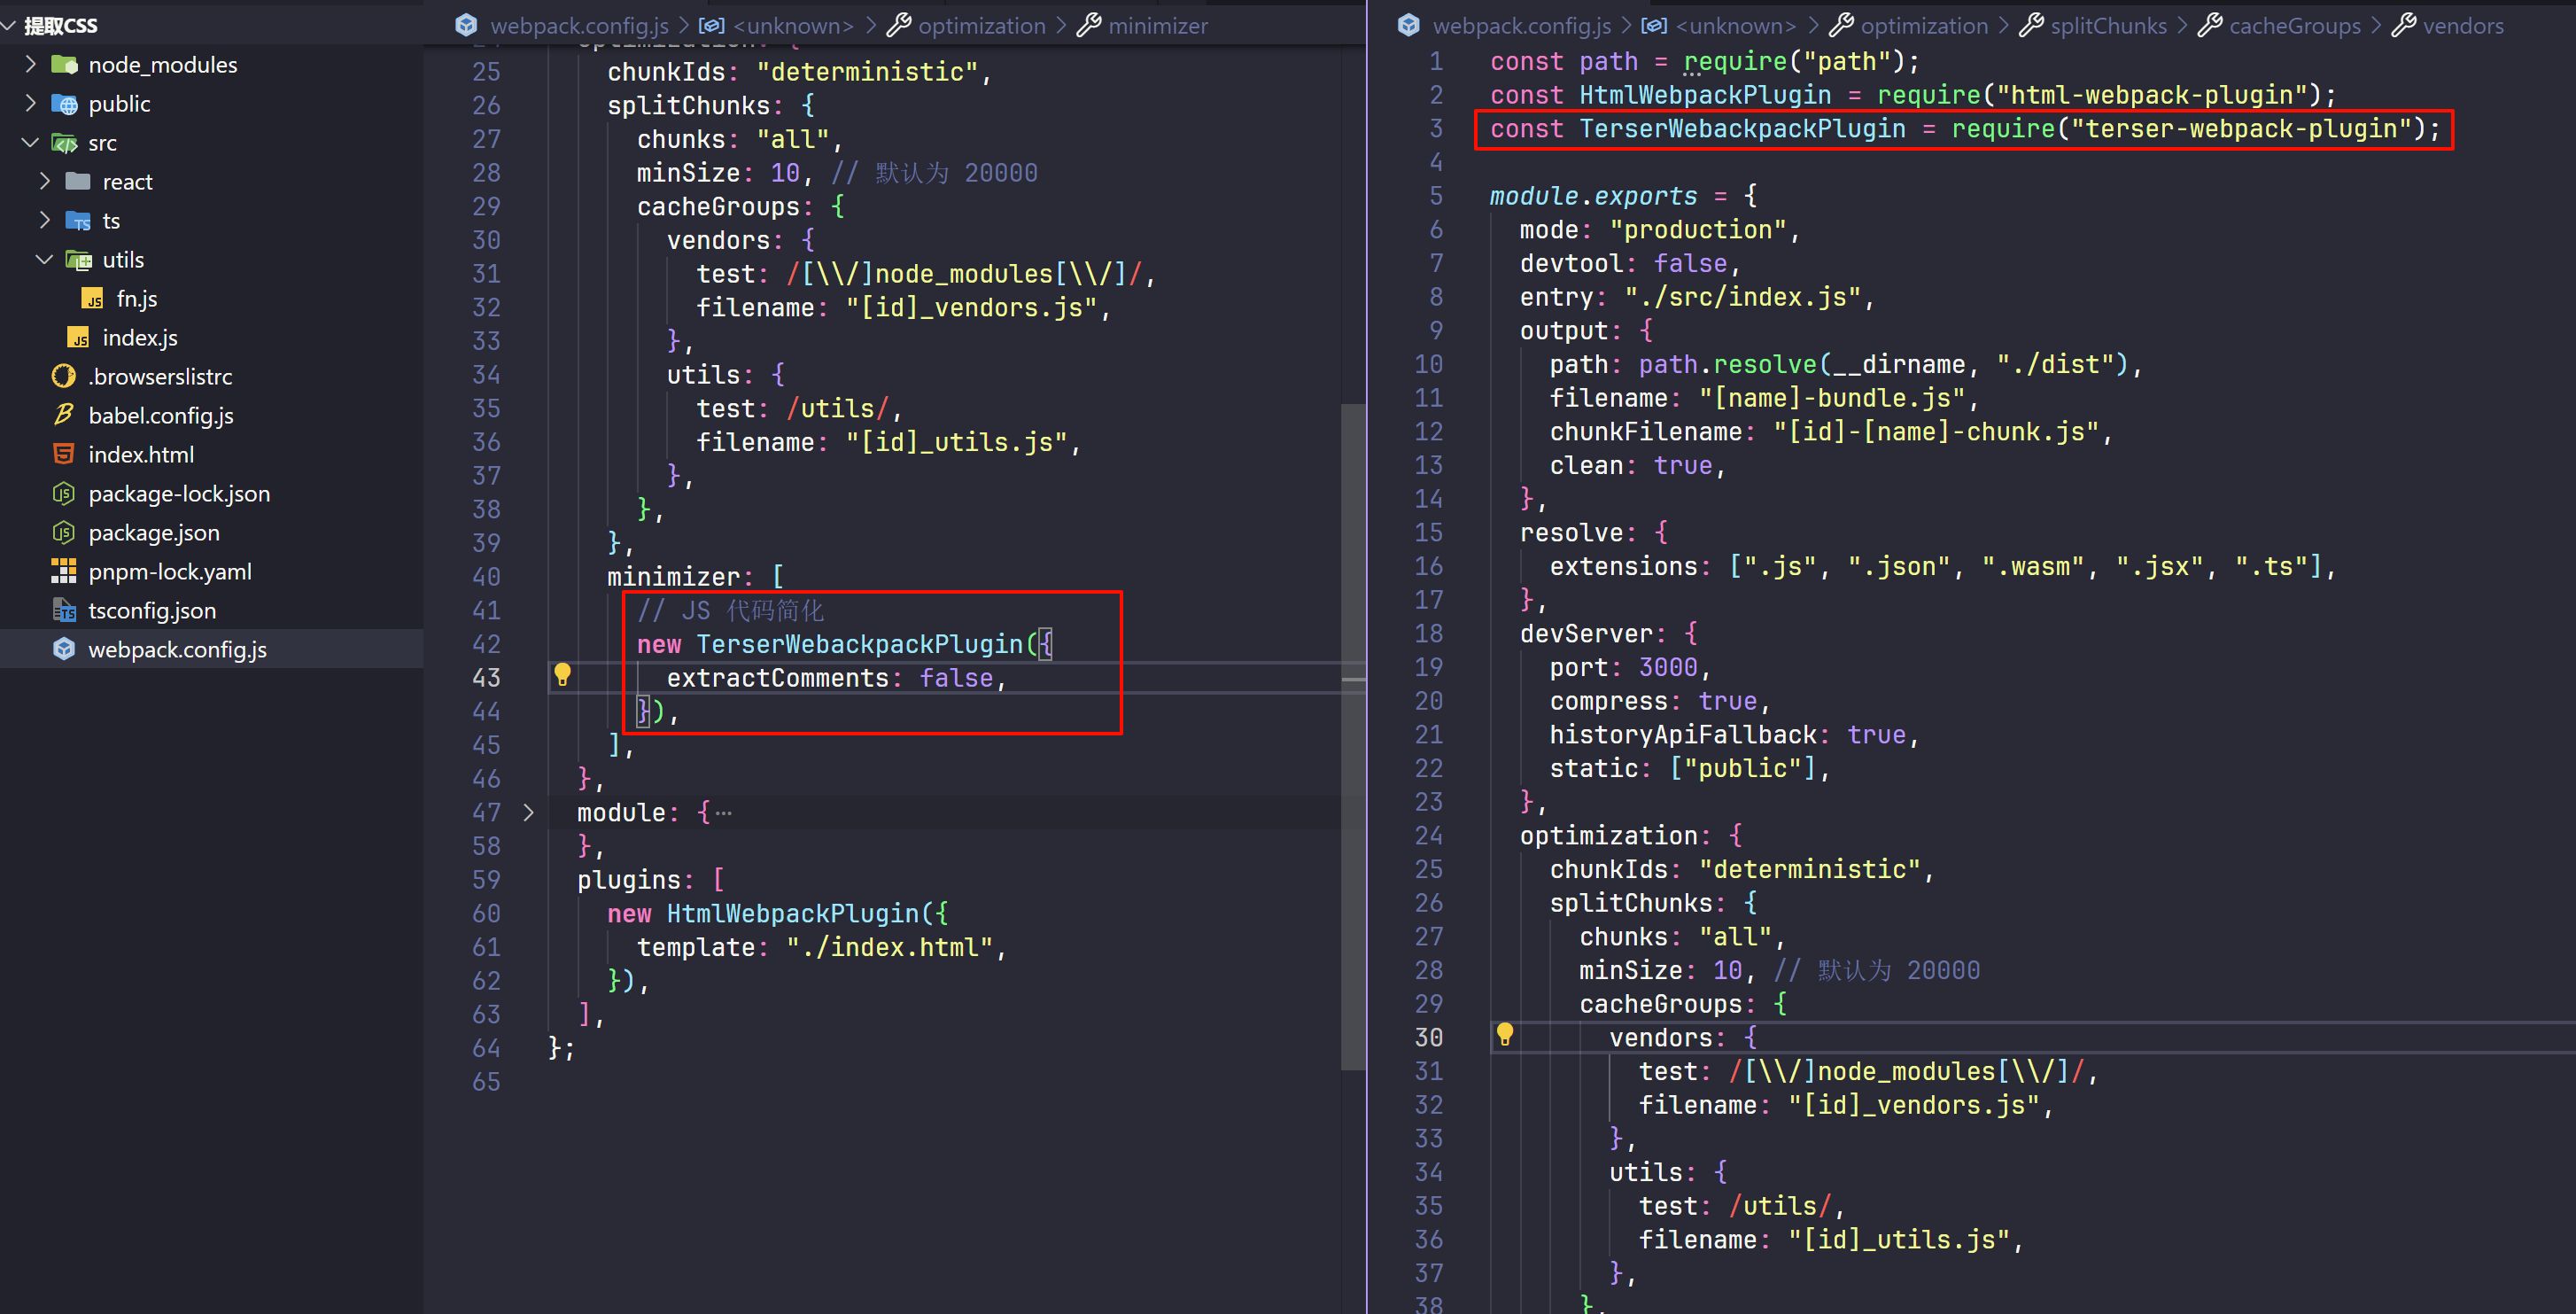 提取CSS
node_modules
public
src
react
ts
utils
fn.js
index.js
.browserslistrc
babel.config.js
index.html
package-lock.json
package.json
pnpm-lock.yaml
tsconfig.json
webpack.config.js
webpack.config.js > <unknown> > optimization > minimizer
25 chunkIds: "deterministic",
26 splitChunks: {
27 chunks: "all",
28 minSize: 10, // 默认为 20000
29 cacheGroups: {
30 vendors: {
31 test: /[\\/]node_modules[\\/]/,
32 filename: "[id]_vendors.js",
33 },
34 utils: {
35 test: /utils/,
36 filename: "[id]_utils.js",
37 },
38 },
39 },
40 minimizer: [
41 // JS 代码简化
42 new TerserWebackpackPlugin({
43 extractComments: false,
44 }),
45 ],
46 },
47 module: {…
58 },
59 plugins: [
60 new HtmlWebpackPlugin({
61 template: "./index.html",
62 }),
63 ],
64 };
65
webpack.config.js > <unknown> > optimization > splitChunks > cacheGroups > vendors
1 const path = require("path");
2 const HtmlWebpackPlugin = require("html-webpack-plugin");
3 const TerserWebackpackPlugin = require("terser-webpack-plugin");
4
5 module.exports = {
6 mode: "production",
7 devtool: false,
8 entry: "./src/index.js",
9 output: {
10 path: path.resolve(__dirname, "./dist"),
11 filename: "[name]-bundle.js",
12 chunkFilename: "[id]-[name]-chunk.js",
13 clean: true,
14 },
15 resolve: {
16 extensions: [".js", ".json", ".wasm", ".jsx", ".ts"],
17 },
18 devServer: {
19 port: 3000,
20 compress: true,
21 historyApiFallback: true,
22 static: ["public"],
23 },
24 optimization: {
25 chunkIds: "deterministic",
26 splitChunks: {
27 chunks: "all",
28 minSize: 10, // 默认为 20000
29 cacheGroups: {
30 vendors: {
31 test: /[\\/]node_modules[\\/]/,
32 filename: "[id]_vendors.js",
33 },
34 utils: {
35 test: /utils/,
36 filename: "[id]_utils.js",
37 },
38 },